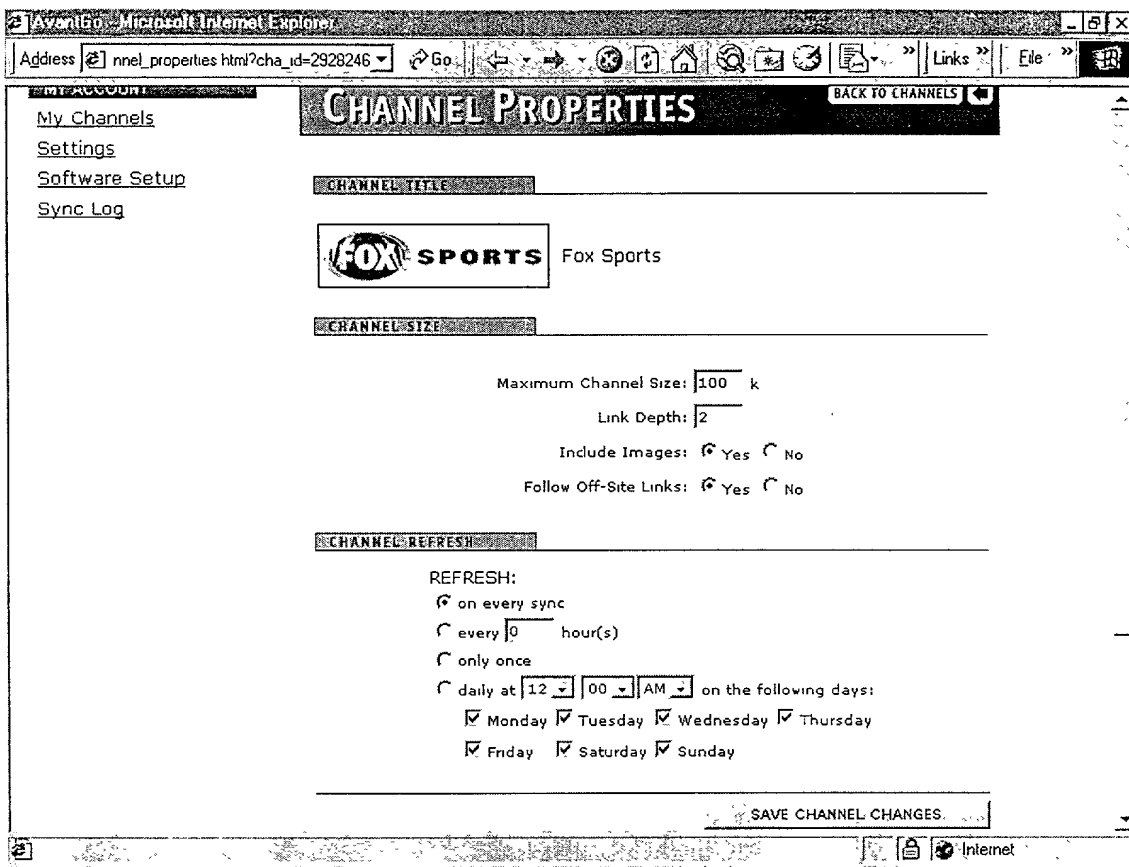 AvantGo - Microsoft Internet Explorer
Address nnel_properties html?cha_id=2928246 Go Links » File »
MY ACCOUNT
My Channels
Settings
Software Setup
Sync Log
CHANNEL PROPERTIES
BACK TO CHANNELS
CHANNEL TITLE
FOX SPORTS Fox Sports
CHANNEL SIZE
Maximum Channel Size: 100 k
Link Depth: 2
Include Images: Yes No
Follow Off-Site Links: Yes No
CHANNEL REFRESH
REFRESH:
on every sync
every 0 hour(s)
only once
daily at 12 00 AM on the following days:
Monday Tuesday Wednesday Thursday
Friday Saturday Sunday
SAVE CHANNEL CHANGES
Internet